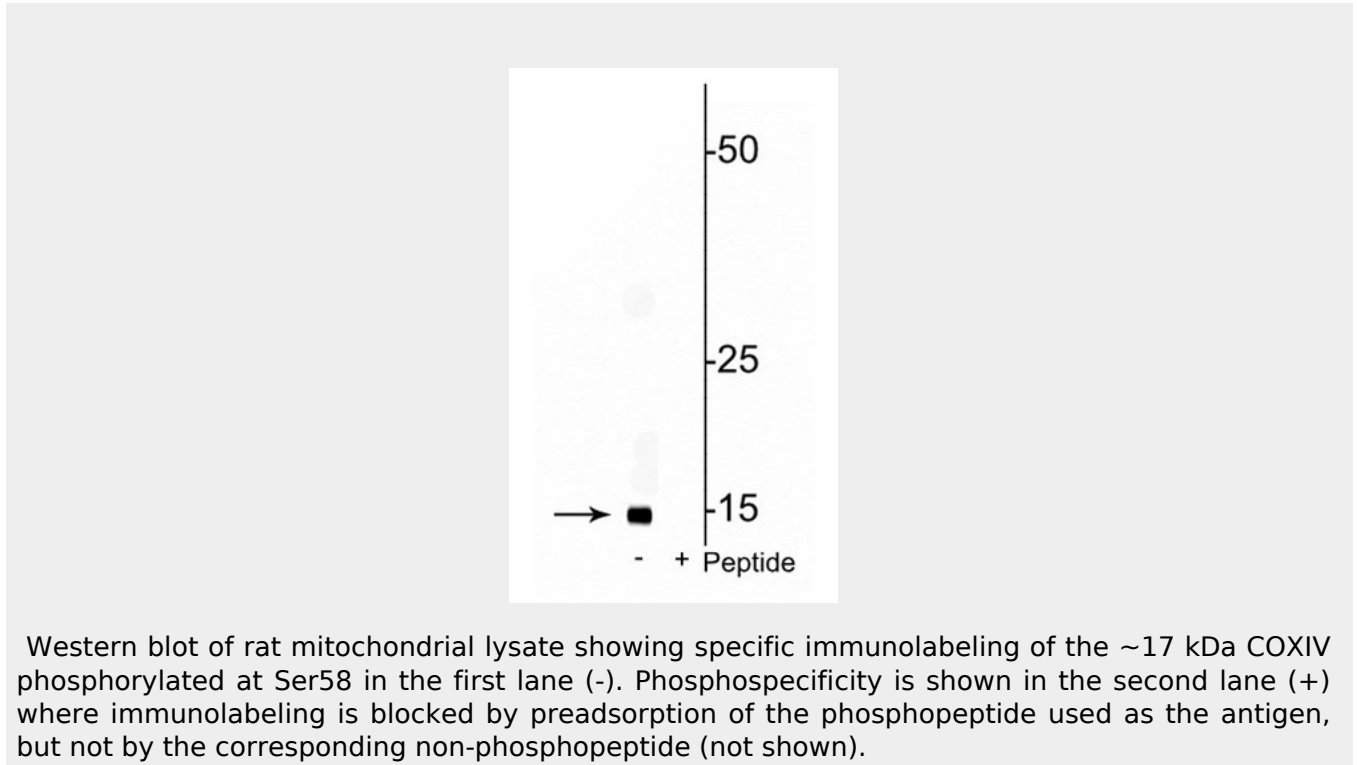 -50
-25
-15
- + Peptide
Western blot of rat mitochondrial lysate showing specific immunolabeling of the ~17 kDa COXIV
phosphorylated at Ser58 in the first lane (-). Phosphospecificity is shown in the second lane (+)
where immunolabeling is blocked by preadsorption of the phosphopeptide used as the antigen,
but not by the corresponding non-phosphopeptide (not shown).